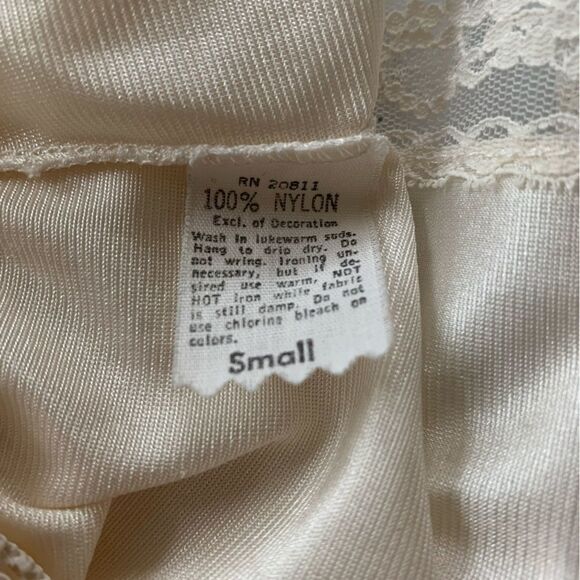 RN 20811
100% NYLON
Excl. of Decoration
Wash in lukewarm suds.
Hang to drip dry. Do
not wring. Ironing un-
necessary, but if de-
sired use warm, NOT
HOT iron while fabric
is still damp. Do not
use chlorine bleach on
colors.
Small